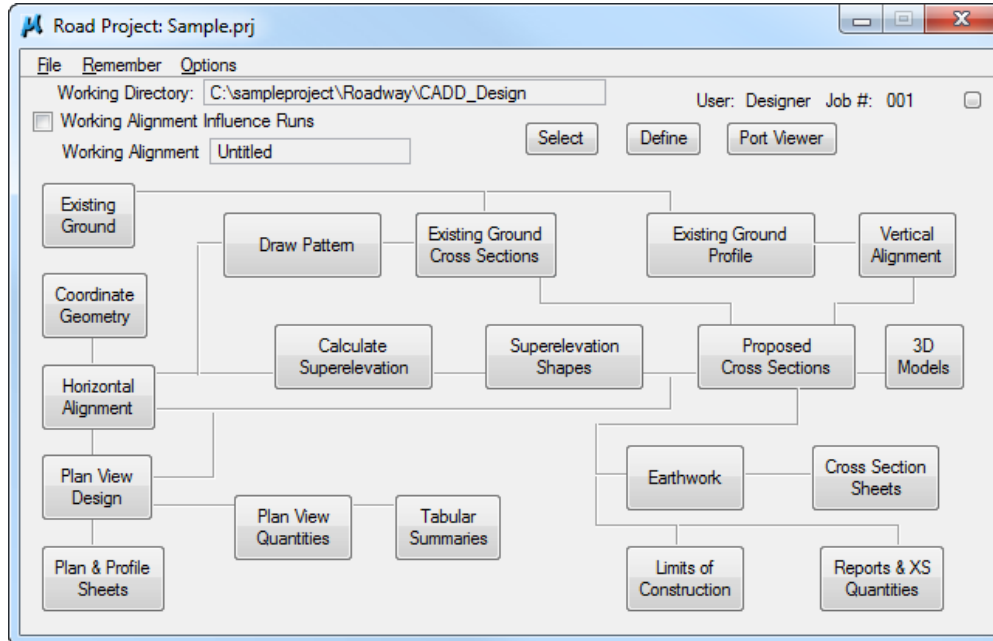 Road Project: Sample.prj
File Remember Options
Working Directory: C:\sampleproject\Roadway\CADD_Design
User: Designer Job #: 001
Working Alignment Influence Runs
Working Alignment Untitled
Select Define Port Viewer
Existing
Ground
Draw Pattern
Existing Ground
Cross Sections
Existing Ground
Profile
Vertical
Alignment
Coordinate
Geometry
Calculate
Superelevation
Superelevation
Shapes
Proposed
Cross Sections
3D
Models
Horizontal
Alignment
Plan View
Design
Earthwork
Cross Section
Sheets
Plan View
Quantities
Tabular
Summaries
Plan & Profile
Sheets
Limits of
Construction
Reports & XS
Quantities